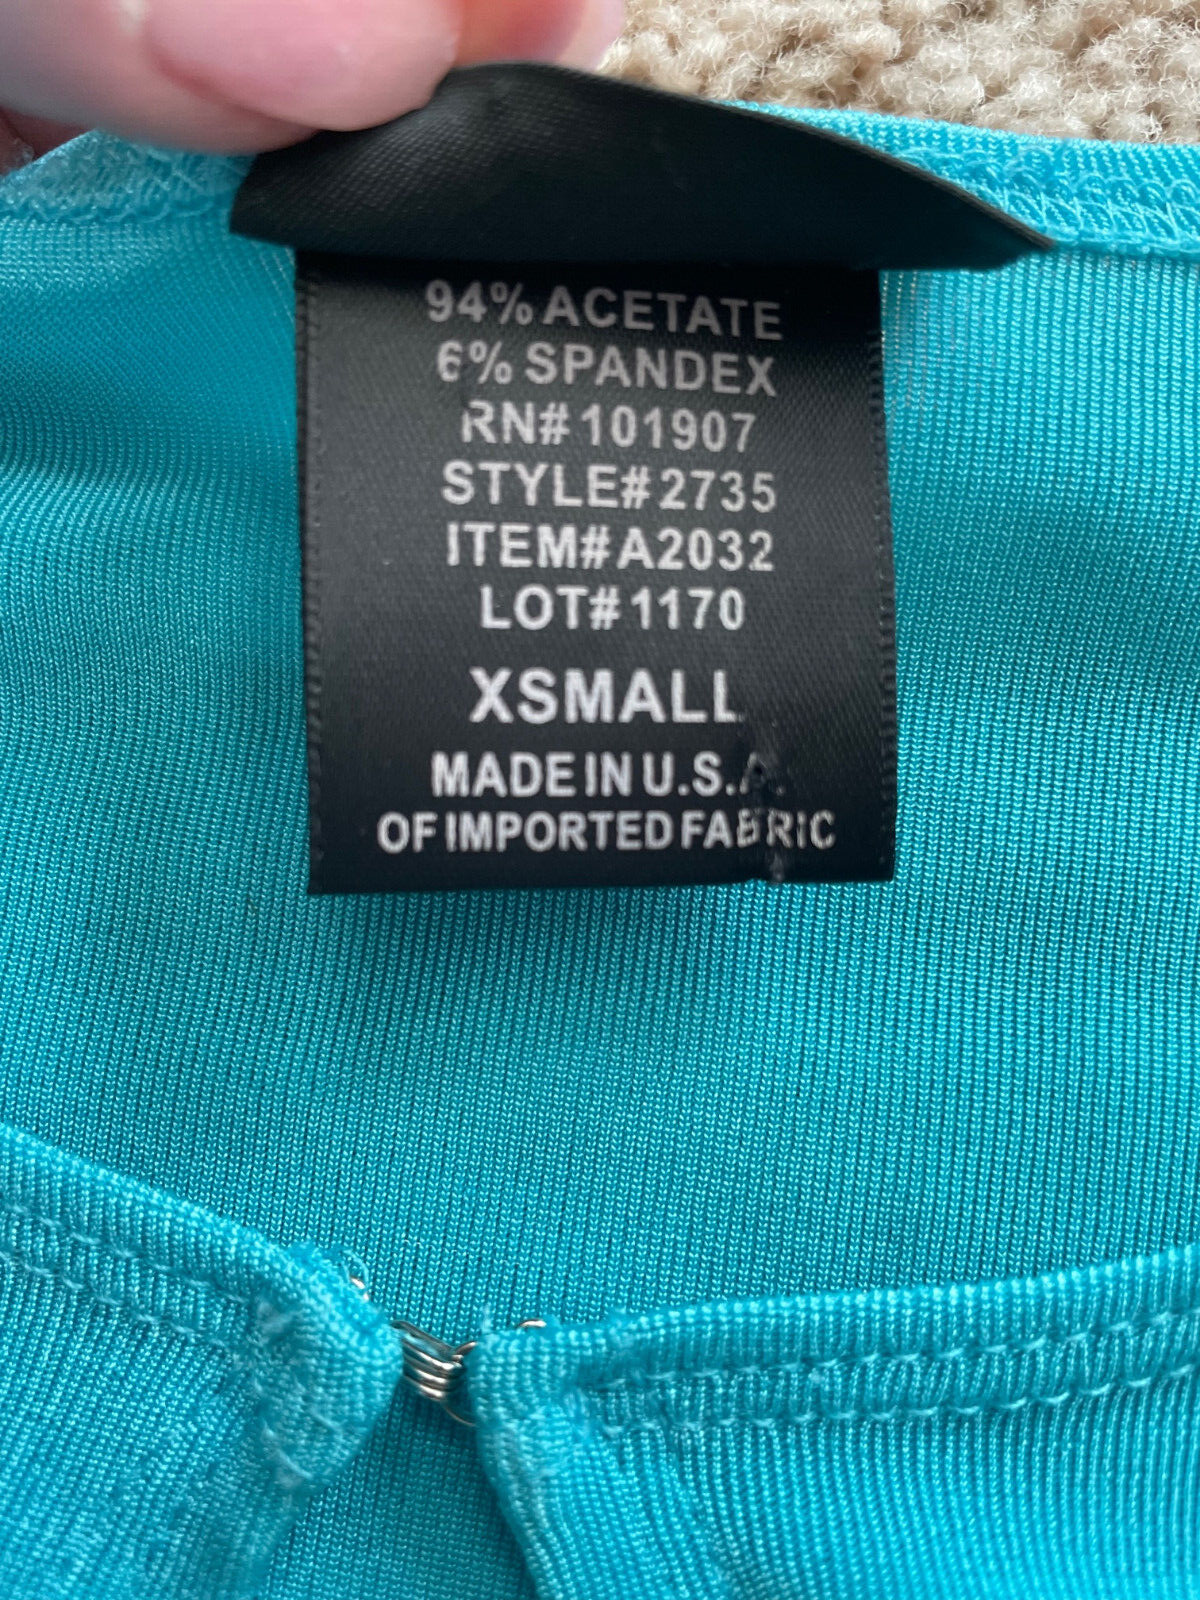 94% ACETATE
6% SPANDEX
RN# 101907
STYLE# 2735
ITEM# A2032
LOT# 1170
XSMALL
MADE IN U.S.A.
OF IMPORTED FABRIC